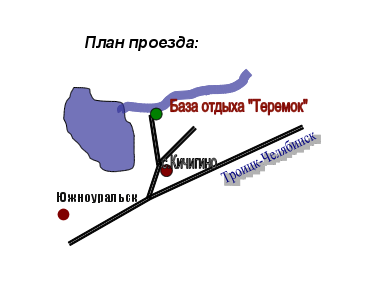 План проезда:
База отдыха "Теремок"
Кичигино
Троицк-Челябинск
Южноуральск